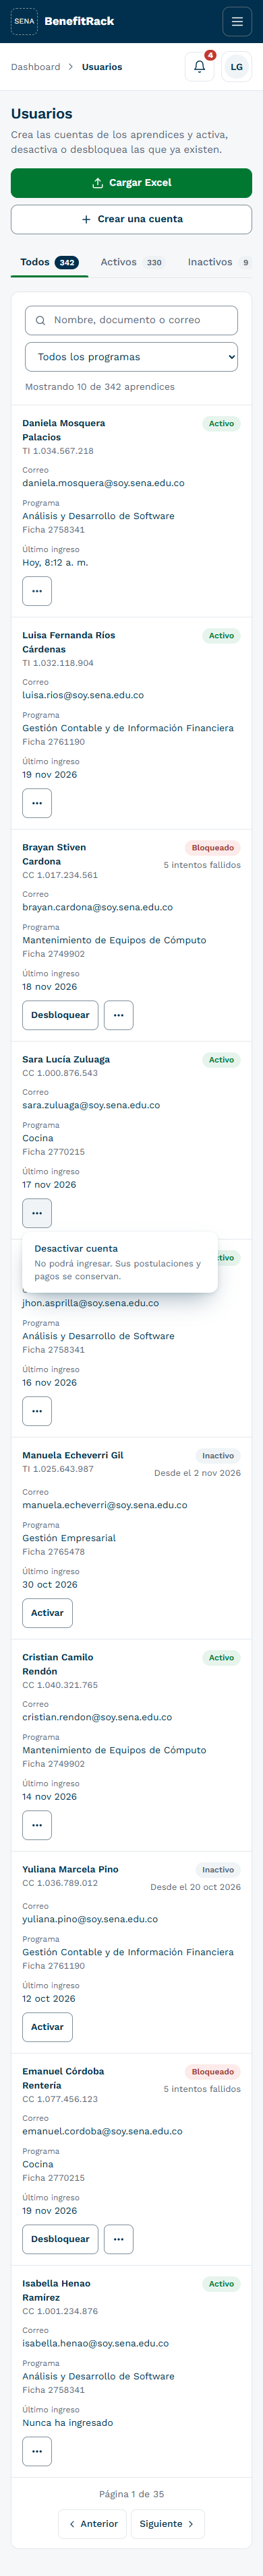 SENA BenefitRack
Dashboard > Usuarios 4 LG
Usuarios
Crea las cuentas de los aprendices y activa,
desactiva o desbloquea las que ya existen.
Cargar Excel
+ Crear una cuenta
Todos 342 Activos 330 Inactivos 9
Nombre, documento o correo
Todos los programas
Mostrando 10 de 342 aprendices
Daniela Mosquera
Palacios
Activo
TI 1.034.567.218
Correo
daniela.mosquera@soy.sena.edu.co
Programa
Análisis y Desarrollo de Software
Ficha 2758341
Último ingreso
Hoy, 8:12 a. m.
...
Luisa Fernanda Ríos
Cárdenas
Activo
TI 1.032.118.904
Correo
luisa.rios@soy.sena.edu.co
Programa
Gestión Contable y de Información Financiera
Ficha 2761190
Último ingreso
19 nov 2026
...
Brayan Stiven
Cardona
Bloqueado
5 intentos fallidos
CC 1.017.234.561
Correo
brayan.cardona@soy.sena.edu.co
Programa
Mantenimiento de Equipos de Cómputo
Ficha 2749902
Último ingreso
18 nov 2026
Desbloquear ...
Sara Lucía Zuluaga
Activo
CC 1.000.876.543
Correo
sara.zuluaga@soy.sena.edu.co
Programa
Cocina
Ficha 2770215
Último ingreso
17 nov 2026
...
Desactivar cuenta
No podrá ingresar. Sus postulaciones y
pagos se conservan.
jhon.asprilla@soy.sena.edu.co
Programa
Análisis y Desarrollo de Software
Ficha 2758341
Último ingreso
16 nov 2026
...
Manuela Echeverri Gil
Inactivo
TI 1.025.643.987
Desde el 2 nov 2026
Correo
manuela.echeverri@soy.sena.edu.co
Programa
Gestión Empresarial
Ficha 2765478
Último ingreso
30 oct 2026
Activar
Cristian Camilo
Rendón
Activo
CC 1.040.321.765
Correo
cristian.rendon@soy.sena.edu.co
Programa
Mantenimiento de Equipos de Cómputo
Ficha 2749902
Último ingreso
14 nov 2026
...
Yuliana Marcela Pino
Inactivo
CC 1.036.789.012
Desde el 20 oct 2026
Correo
yuliana.pino@soy.sena.edu.co
Programa
Gestión Contable y de Información Financiera
Ficha 2761190
Último ingreso
12 oct 2026
Activar
Emanuel Córdoba
Rentería
Bloqueado
5 intentos fallidos
CC 1.077.456.123
Correo
emanuel.cordoba@soy.sena.edu.co
Programa
Cocina
Ficha 2770215
Último ingreso
19 nov 2026
Desbloquear ...
Isabella Henao
Ramírez
Activo
CC 1.001.234.876
Correo
isabella.henao@soy.sena.edu.co
Programa
Análisis y Desarrollo de Software
Ficha 2758341
Último ingreso
Nunca ha ingresado
...
Página 1 de 35
< Anterior Siguiente >